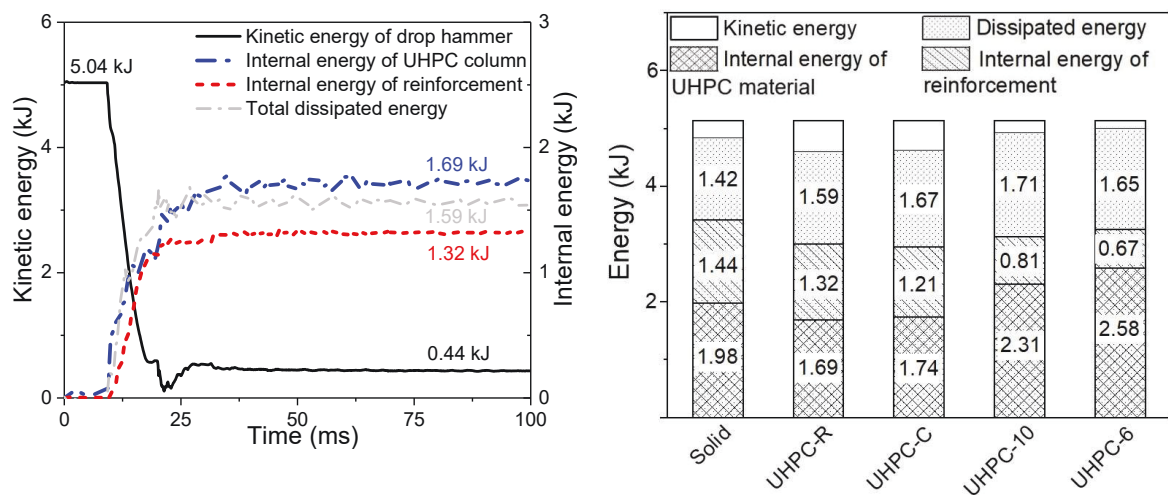 Kinetic energy (kJ)
6
4
2
0
5.04 kJ
Kinetic energy of drop hammer
Internal energy of UHPC column
Internal energy of reinforcement
Total dissipated energy
1.69 kJ
1.59 kJ
1.32 kJ
0.44 kJ
3
2
1
0
Internal energy (kJ)
0 25 50 75 100
Time (ms)
Energy (kJ)
6
4
2
Kinetic energy
Dissipated energy
Internal energy of
UHPC material
Internal energy of
reinforcement
1.42 1.59 1.67 1.71 1.65
1.44 1.32 1.21 0.81 0.67
1.98 1.69 1.74 2.31 2.58
Solid UHPC-R UHPC-C UHPC-10 UHPC-6